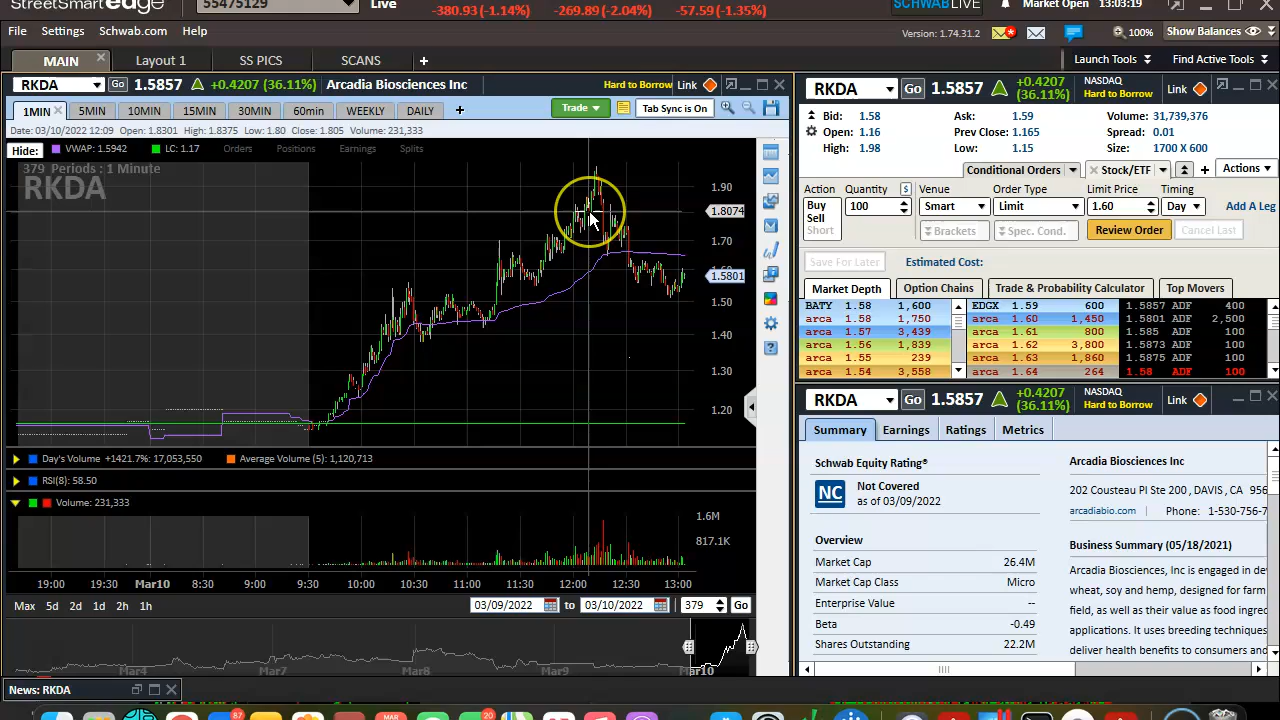 StreetSmart edge
55475129
Live
-380.93 (-1.14%)
-269.89 (-2.04%)
-57.59 (-1.35%)
SCHWABLIVE
Market Open
13:03:19
File Settings Schwab.com Help
Version: 1.74.31.2
100%
Show Balances
MAIN Layout 1 SS PICS SCANS +
Launch Tools Find Active Tools
RKDA Go 1.5857 +0.4207 (36.11%) Arcadia Biosciences Inc
Hard to Borrow Link
1MIN 5MIN 10MIN 15MIN 30MIN 60min WEEKLY DAILY +
Trade Tab Sync is On
Date: 03/10/2022 12:09 Open: 1.8301 High: 1.8375 Low: 1.80 Close: 1.805 Volume: 231,333
Hide: VWAP: 1.5942 LC: 1.17 Orders Positions Earnings Splits
379 Periods : 1 Minute
RKDA
1.90
1.8074
1.70
1.5801
1.50
1.40
1.30
1.20
Day's Volume +1421.7%: 17,053,550 Average Volume (5): 1,120,713
RSI(8): 58.50
Volume: 231,333
1.6M
817.1K
19:00 19:30 Mar10 8:30 9:00 9:30 10:00 10:30 11:00 11:30 12:00 12:30 13:00
Max 5d 2d 1d 2h 1h
03/09/2022 to 03/10/2022 379 Go
Mar4 Mar7 Mar8 Mar9 Mar10
News: RKDA
RKDA Go 1.5857 +0.4207 (36.11%) NASDAQ Hard to Borrow Link
Bid: 1.58 Ask: 1.59 Volume: 31,739,376
Open: 1.16 Prev Close: 1.165 Spread: 0.01
High: 1.98 Low: 1.15 Size: 1700 X 600
Conditional Orders Stock/ETF + Actions
Action Quantity $ Venue Order Type Limit Price Timing
Buy Sell Short 100 Smart Limit 1.60 Day Add A Leg
Brackets Spec. Cond. Review Order Cancel Last
Save For Later Estimated Cost:
Market Depth Option Chains Trade & Probability Calculator Top Movers
BATY 1.58 1,600 EDGX 1.59 600 1.5857 ADF 400
arca 1.58 1,750 arca 1.60 1,450 1.5801 ADF 2,500
arca 1.57 3,439 arca 1.61 800 1.585 ADF 100
arca 1.56 1,839 arca 1.62 3,800 1.5875 ADF 100
arca 1.55 239 arca 1.63 1,860 1.585 ADF 100
arca 1.54 3,558 arca 1.64 264 1.58 ADF 100
RKDA Go 1.5857 +0.4207 (36.11%) NASDAQ Hard to Borrow Link
Summary Earnings Ratings Metrics
Schwab Equity Rating®
NC Not Covered
as of 03/09/2022
Overview
Market Cap 26.4M
Market Cap Class Micro
Enterprise Value --
Beta -0.49
Shares Outstanding 22.2M
Arcadia Biosciences Inc
202 Cousteau Pl Ste 200 , DAVIS , CA 956
arcadiabio.com | Phone: 1-530-756-7
Business Summary (05/18/2021)
Arcadia Biosciences, Inc is engaged in de
wheat, soy and hemp, designed for farm
field, as well as their value as food ingre
applications. It uses breeding techniques
deliver health benefits to consumers and
87
MAR
20